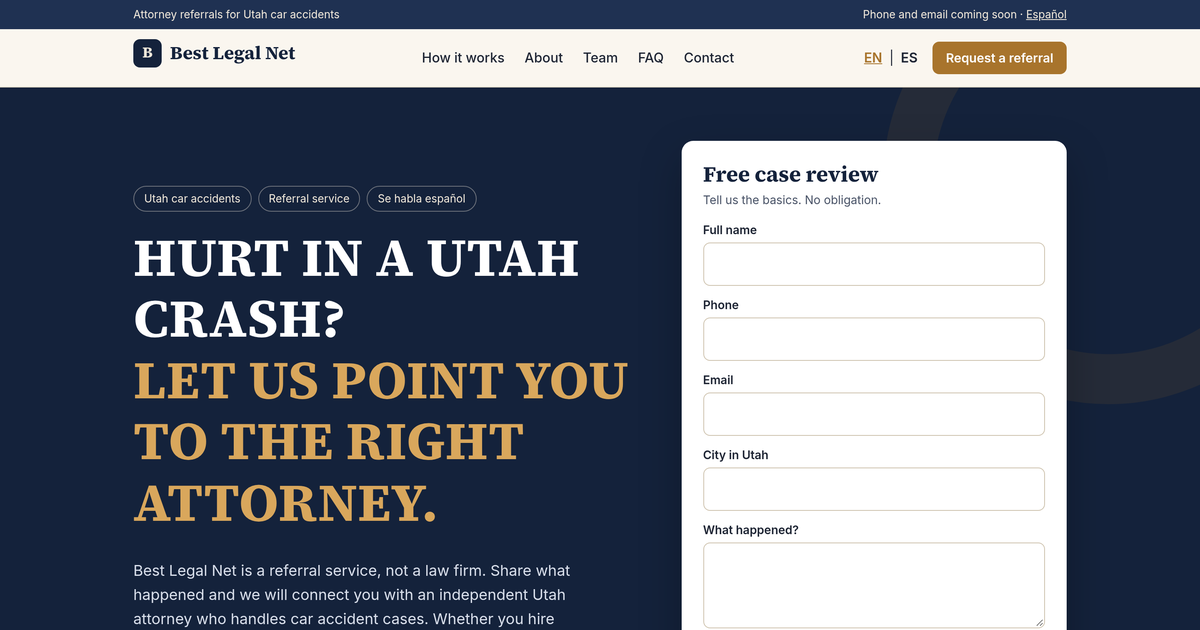 Attorney referrals for Utah car accidents
Phone and email coming soon · Español
B Best Legal Net
How it works About Team FAQ Contact
EN | ES
Request a referral
Utah car accidents
Referral service
Se habla español
HURT IN A UTAH
CRASH?
LET US POINT YOU
TO THE RIGHT
ATTORNEY.
Best Legal Net is a referral service, not a law firm. Share what
happened and we will connect you with an independent Utah
attorney who handles car accident cases. Whether you hire
Free case review
Tell us the basics. No obligation.
Full name
Phone
Email
City in Utah
What happened?